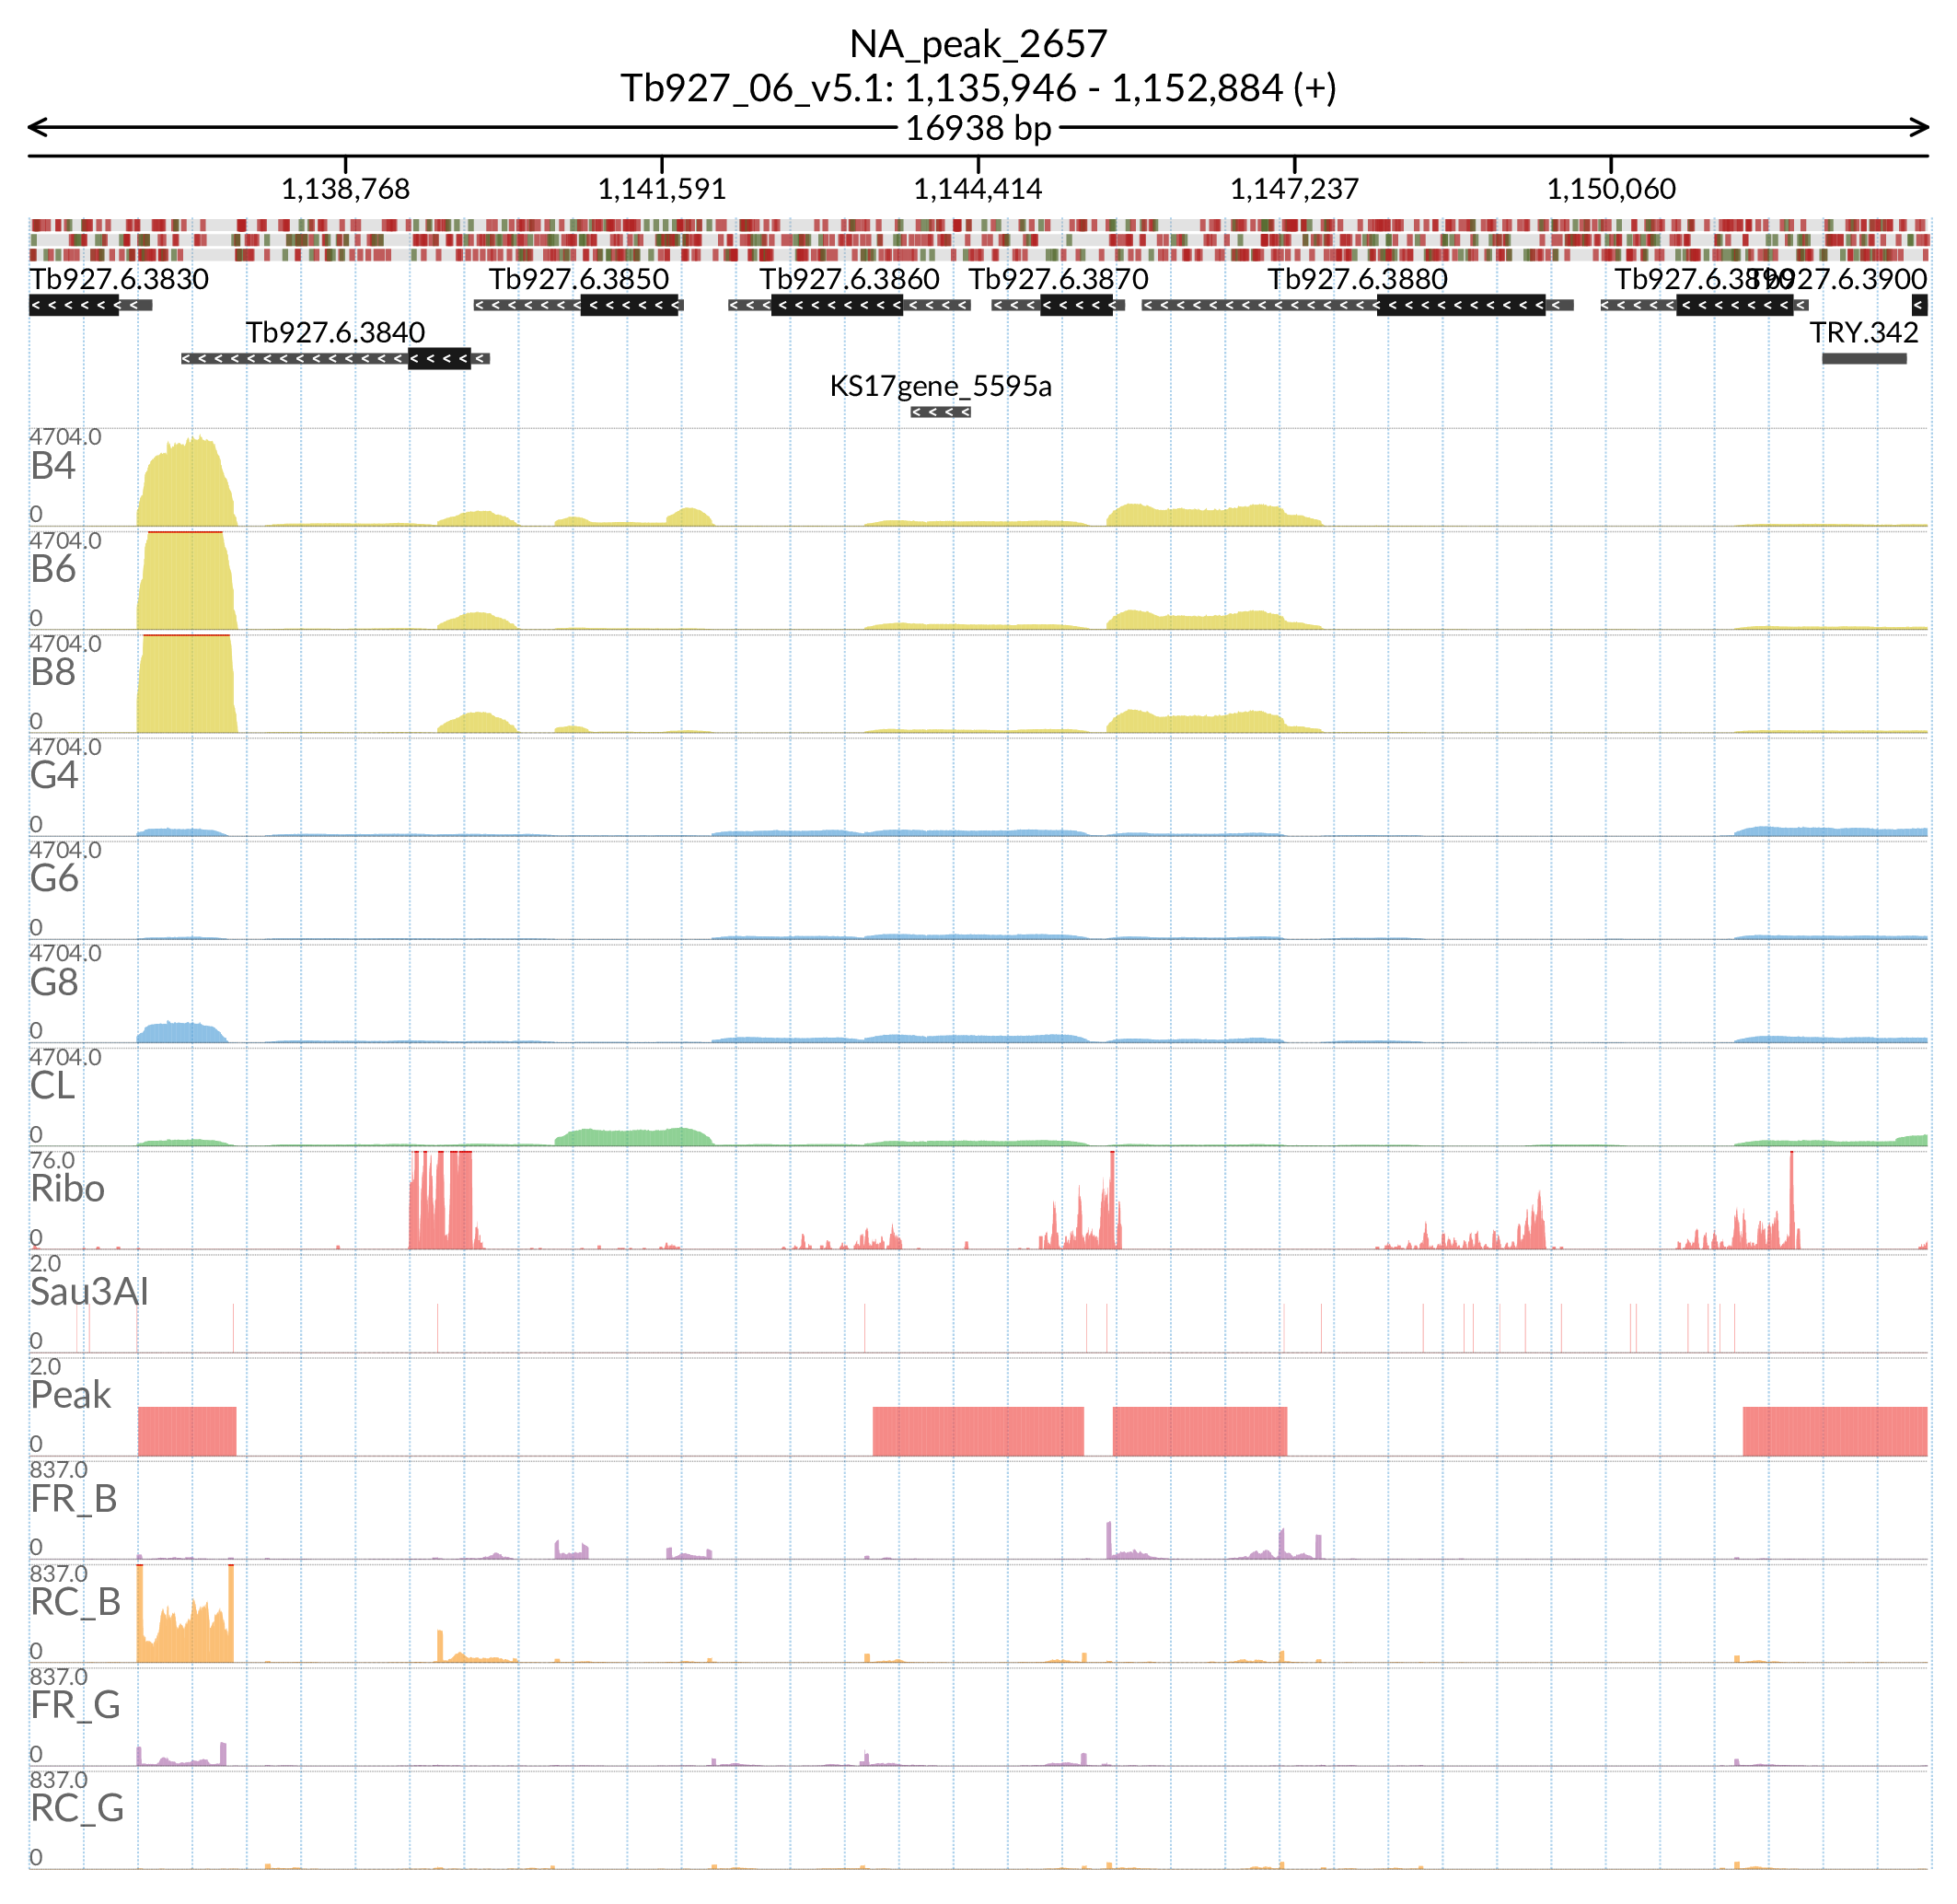 NA_peak_2657
Tb927_06_v5.1: 1,135,946 - 1,152,884 (+)
16938 bp
1,138,768 1,141,591 1,144,414 1,147,237 1,150,060
Tb927.6.3830 Tb927.6.3850 Tb927.6.3860 Tb927.6.3870 Tb927.6.3880 Tb927.6.3890 Tb927.6.3900
Tb927.6.3840 TRY.342
KS17gene_5595a
4704.0
B4
0
4704.0
B6
0
4704.0
B8
0
4704.0
G4
0
4704.0
G6
0
4704.0
G8
0
4704.0
CL
0
76.0
Ribo
0
2.0
Sau3AI
0
2.0
Peak
0
837.0
FR_B
0
837.0
RC_B
0
837.0
FR_G
0
837.0
RC_G
0